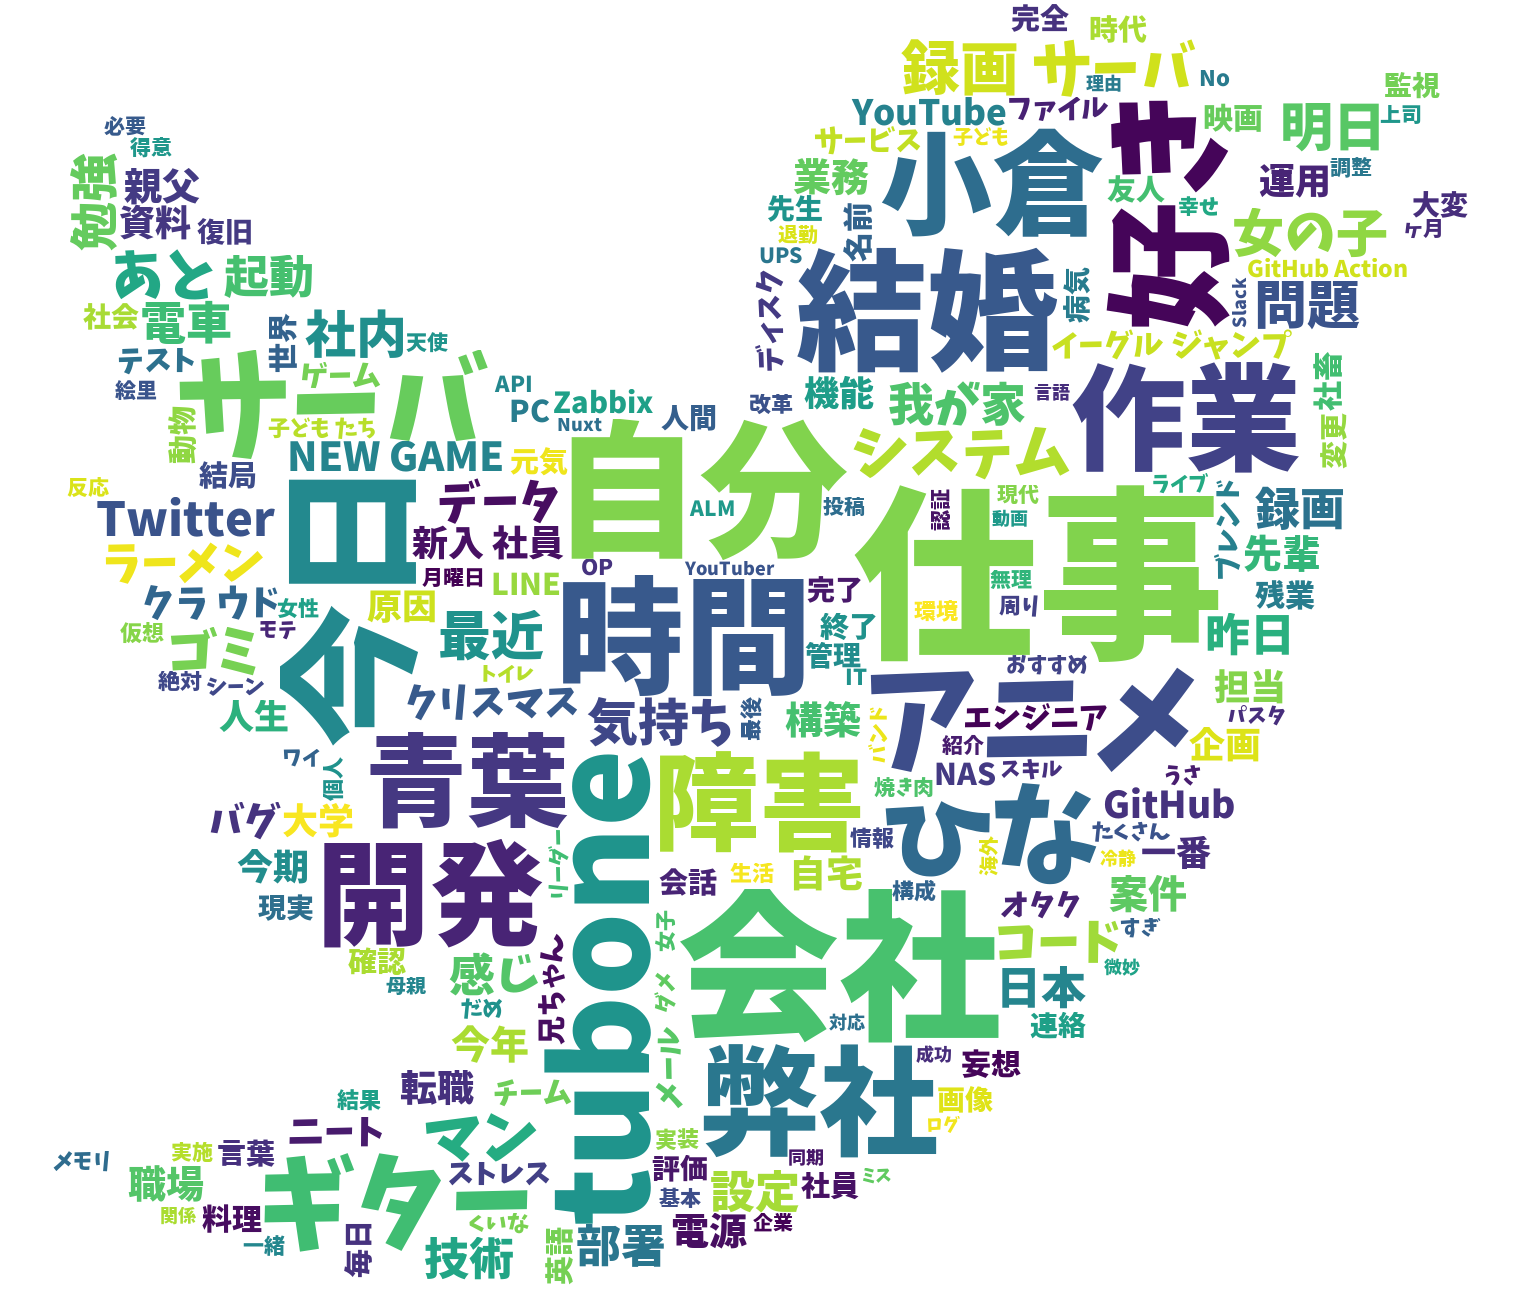 完全
時代
録画 サーバ
理由
No
監視
YouTube
ファイル
映画
明日
上司
必要
得意
サービス
子ども
好き
小倉
勉強
親父
業務
友人
運用
調整
資料
復旧
先生
名前
幸せ
女の子
大変
ヶ月
退勤
UPS
結婚
病気
GitHub Action
あと
起動
ディスク
Slack
問題
社会
電車
世界
社内
天使
イーグル ジャンプ
テスト
サーバ
ゲーム
API
絵里
PC
Zabbix
Nuxt
人間
改革
機能
我が家
言語
作業
社畜
動物
子ども たち
自分
システム
変更
NEW GAME
元気
結局
反応
今日
データ
ALM
投稿
仕事
認証
現代
動画
ライブ
ブレンド
録画
Twitter
新入 社員
先輩
ラーメン
月曜日
LINE
OP
YouTuber
時間
完了
無理
環境
周り
残業
クラウド
女性
原因
仮想
ゴミ
モテ
最近
終了
管理
IT
昨日
絶対
シーン
トイレ
おすすめ
アニメ
担当
人生
クリスマス
気持ち
最後
構築
バンド
エンジニア
パスタ
ワイ
個人
青葉
tubone
障害
紹介
企画
NAS
スキル
うさ
焼き肉
ひな
GitHub
バグ
大学
情報
たくさん
一番
今期
開発
リーダー
会話
生活
自宅
海外
冷静
現実
構成
オタク
案件
確認
感じ
兄ちゃん
女子
会社
コード
すぎ
母親
だめ
ダメ
日本
微妙
今年
メール
対応
連絡
転職
チーム
弊社
成功
妄想
結果
画像
ニート
マン
ログ
メモリ
実施
言葉
実装
同期
職場
ギター
ストレス
評価
設定
社員
ミス
基本
関係
料理
くいな
電源
企業
一緒
毎日
技術
英語
部署